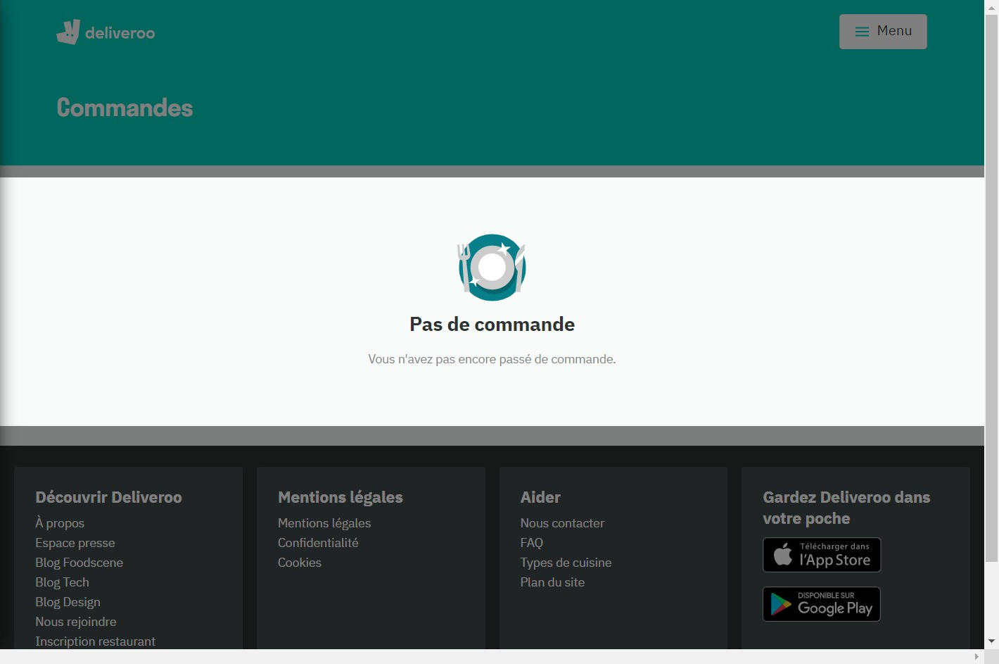 deliveroo
Menu
Commandes
Pas de commande
Vous n'avez pas encore passé de commande.
Découvrir Deliveroo
À propos
Espace presse
Blog Foodscene
Blog Tech
Blog Design
Nous rejoindre
Inscription restaurant
Mentions légales
Mentions légales
Confidentialité
Cookies
Aider
Nous contacter
FAQ
Types de cuisine
Plan du site
Gardez Deliveroo dans
votre poche
Télécharger dans
l'App Store
DISPONIBLE SUR
Google Play